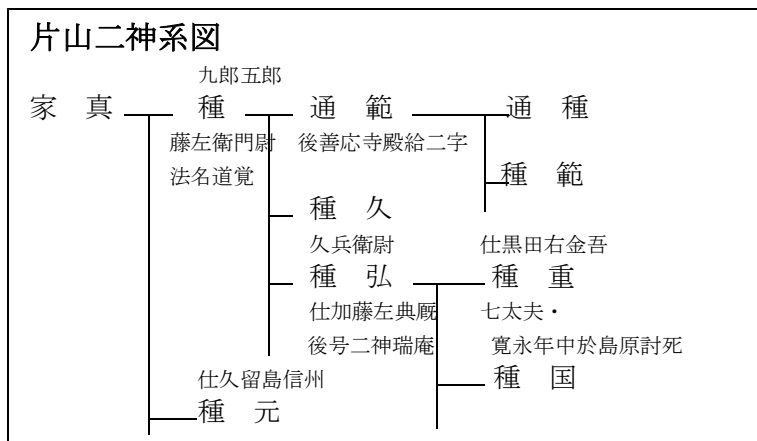 片山二神系図
九郎五郎
家真 種 通範 通種
藤左衛門尉 後善応寺殿給二字
法名道覚 種範
種久
久兵衛尉 仕黒田右金吾
種弘 種重
仕加藤左典厩 七太夫・
後号二神瑞庵 寛永年中於島原討死
仕久留島信州 種国
種元